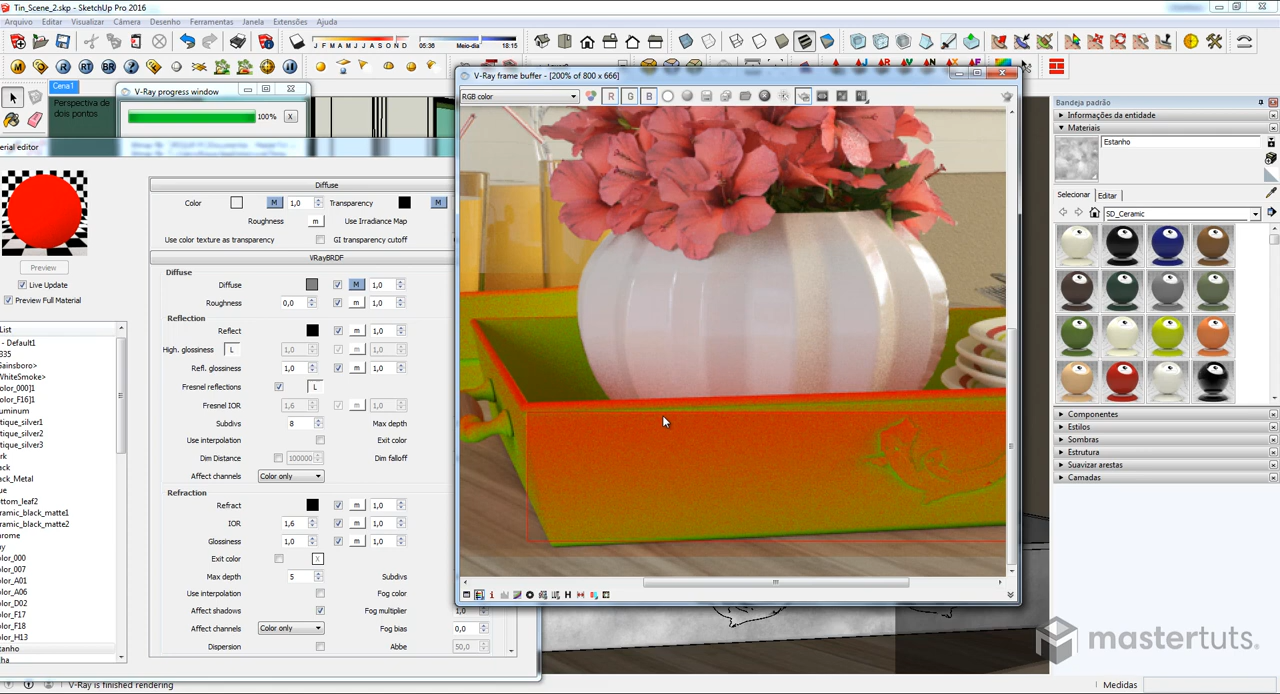 Tin_Scene_2.skp - SketchUp Pro 2016
Arquivo Editar Visualizar Câmera Desenho Ferramentas Janela Extensões Ajuda
J F M A M J J A S O N D 05:36 Meio-dia 18:15
Cena1
Perspectiva de dois pontos
V-Ray progress window
100%
V-Ray frame buffer - [200% of 800 x 666]
RGB color
R G B
erial editor
Preview
Live Update
Preview Full Material
List
- Default1
335
Gainsboro>
WhiteSmoke>
olor_000]1
olor_F16]1
uminum
tique_silver1
tique_silver2
tique_silver3
rk
ack
ack_Metal
ue
ottom_leaf2
ramic_black_matte1
ramic_black_matte2
rome
ay
olor_000
olor_007
olor_A01
olor_A06
olor_D02
olor_F17
olor_F18
olor_H13
tanho
ha
Diffuse
Color M 1,0 Transparency M
Roughness m Use Irradiance Map
Use color texture as transparency GI transparency cutoff
VRayBRDF
Diffuse
Diffuse M 1,0
Roughness 0,0 m 1,0
Reflection
Reflect m 1,0
High. glossiness L 1,0 m 1,0
Refl. glossiness 1,0 m 1,0
Fresnel reflections L
Fresnel IOR 1,6 m 1,0
Subdivs 8 Max depth
Use interpolation Exit color
Dim Distance 100000 Dim falloff
Affect channels Color only
Refraction
Refract m 1,0
IOR 1,6 m 1,0
Glossiness 1,0 m 1,0
Exit color X
Max depth 5 Subdivs
Use interpolation Fog color
Affect shadows Fog multiplier 1,0
Affect channels Color only Fog bias 0,0
Dispersion Abbe 50,0
Bandeja padrão
Informações da entidade
Materiais
Estanho
Selecionar Editar
SD_Ceramic
Componentes
Estilos
Sombras
Estrutura
Suavizar arestas
Camadas
mastertuts.
V-Ray is finished rendering
Medidas